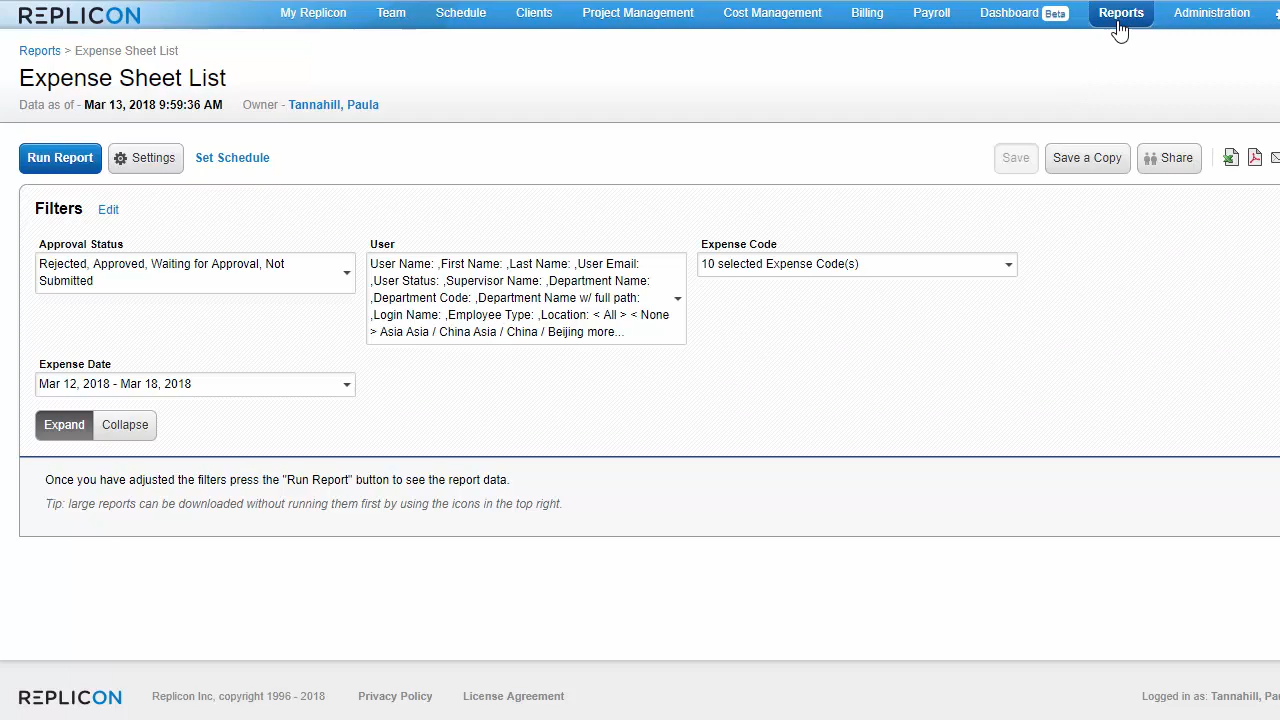 REPLICON My Replicon Team Schedule Clients Project Management Cost Management Billing Payroll Dashboard Beta Reports Administration
Reports > Expense Sheet List
Expense Sheet List
Data as of - Mar 13, 2018 9:59:36 AM Owner - Tannahill, Paula
Run Report Settings Set Schedule Save Save a Copy Share
Filters Edit
Approval Status
Rejected, Approved, Waiting for Approval, Not
Submitted
User
User Name: ,First Name: ,Last Name: ,User Email:
,User Status: ,Supervisor Name: ,Department Name:
,Department Code: ,Department Name w/ full path:
,Login Name: ,Employee Type: ,Location: < All > < None
> Asia Asia / China Asia / China / Beijing more...
Expense Code
10 selected Expense Code(s)
Expense Date
Mar 12, 2018 - Mar 18, 2018
Expand Collapse
Once you have adjusted the filters press the "Run Report" button to see the report data.
Tip: large reports can be downloaded without running them first by using the icons in the top right.
REPLICON Replicon Inc, copyright 1996 - 2018 Privacy Policy License Agreement Logged in as: Tannahill, Pau